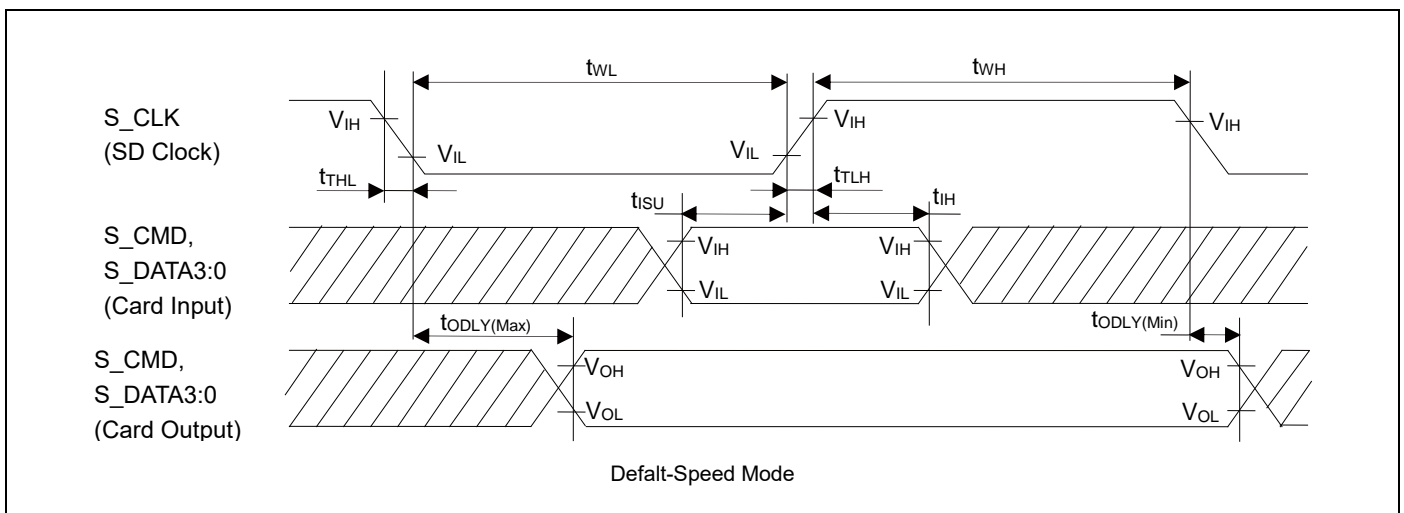 tWL
tWH
S_CLK
(SD Clock)
VIH
VIH
VIH
VIL
VIL
tTHL
tTLH
tISU
tIH
S_CMD,
S_DATA3:0
(Card Input)
VIH
VIH
VIL
VIL
tODLY(Max)
tODLY(Min)
S_CMD,
S_DATA3:0
(Card Output)
VOH
VOH
VOL
VOL
Defalt-Speed Mode